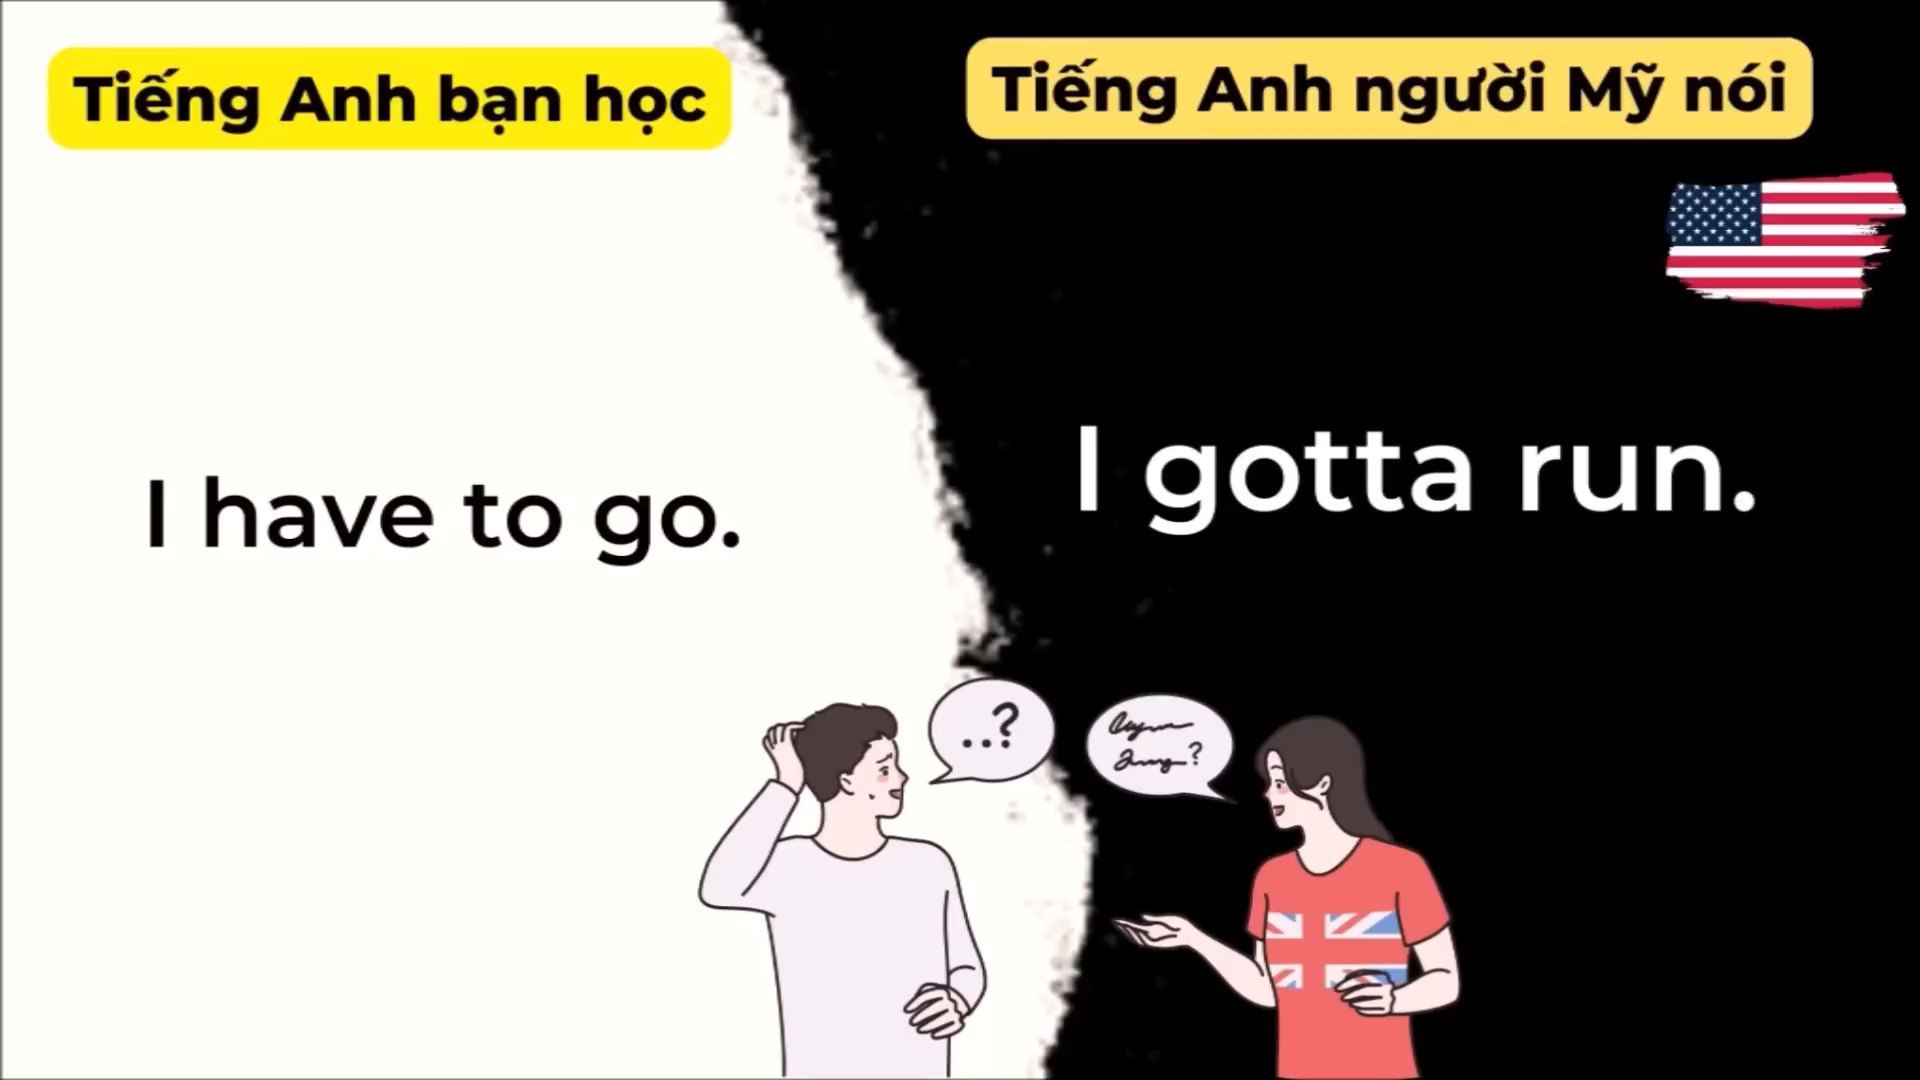 Tiếng Anh bạn học
Tiếng Anh người Mỹ nói
I have to go.
I gotta run.
...?